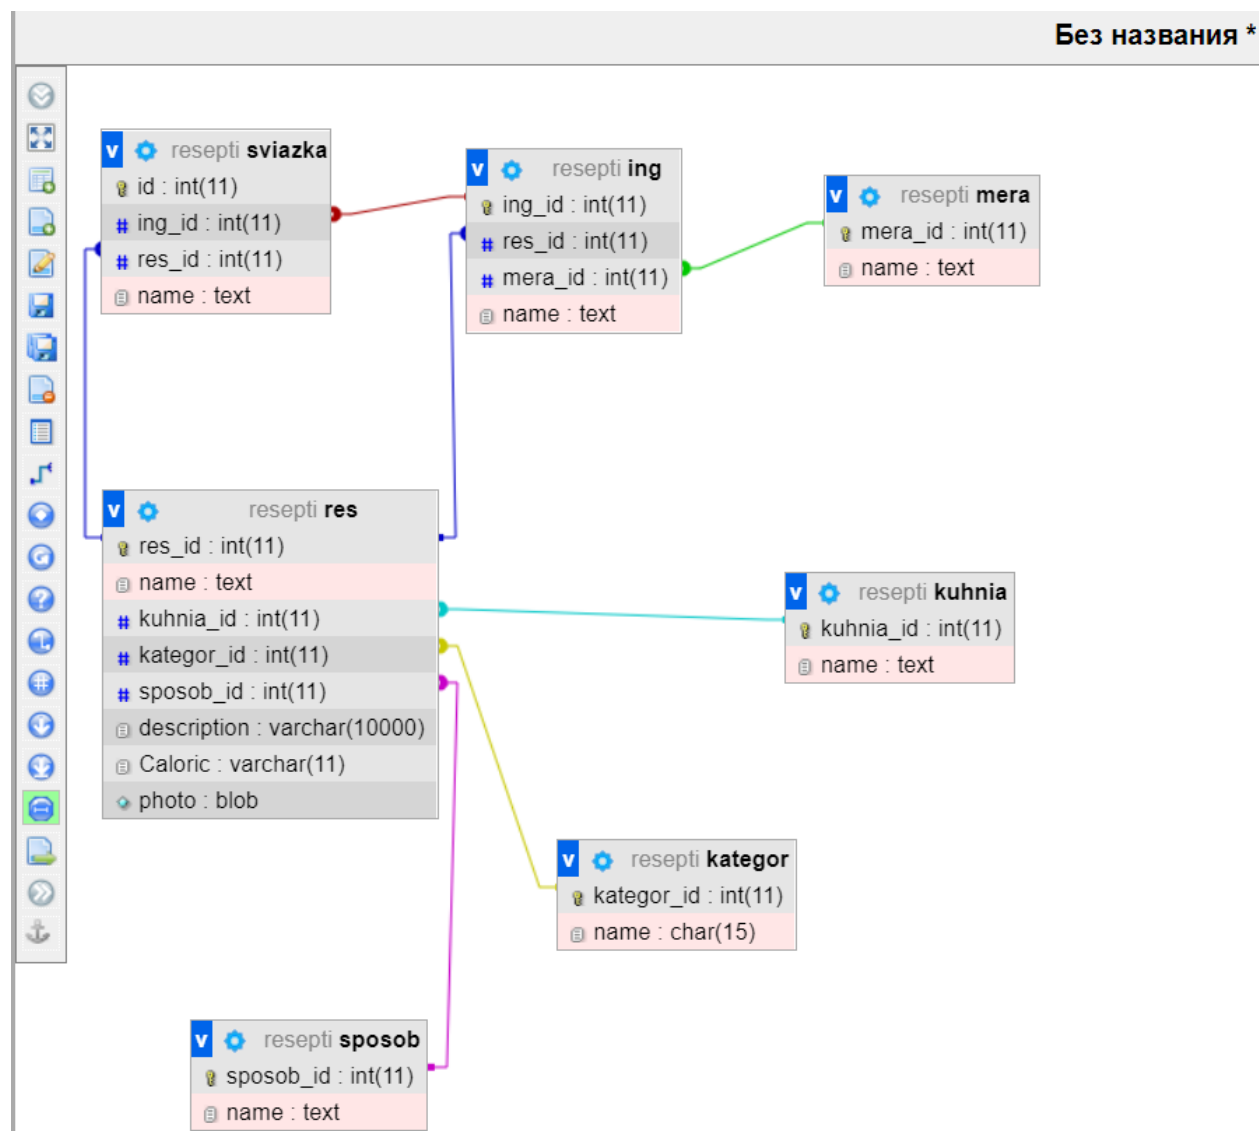 Без названия *
v resepti sviazka
id : int(11)
# ing_id : int(11)
# res_id : int(11)
name : text
v resepti ing
ing_id : int(11)
# res_id : int(11)
# mera_id : int(11)
name : text
v resepti mera
mera_id : int(11)
name : text
v resepti res
res_id : int(11)
name : text
# kuhnia_id : int(11)
# kategor_id : int(11)
# sposob_id : int(11)
description : varchar(10000)
Caloric : varchar(11)
photo : blob
v resepti kuhnia
kuhnia_id : int(11)
name : text
v resepti kategor
kategor_id : int(11)
name : char(15)
v resepti sposob
sposob_id : int(11)
name : text